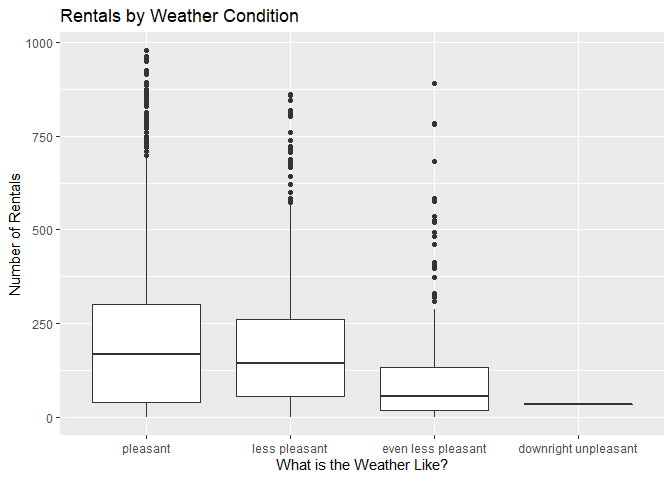 Rentals by Weather Condition
1000
750
500
250
0
Number of Rentals
pleasant
less pleasant
even less pleasant
downright unpleasant
What is the Weather Like?